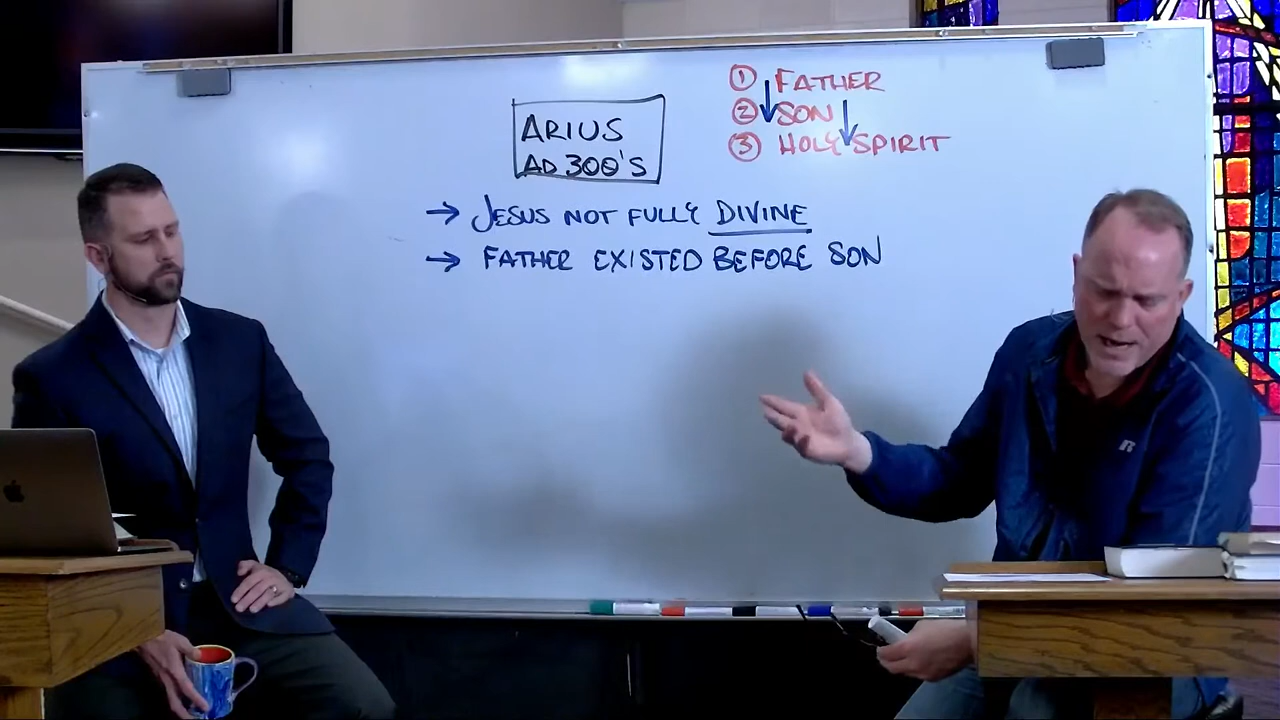 ① FATHER
② SON
③ HOLY SPIRIT
ARIUS
AD 300'S
→ JESUS NOT FULLY DIVINE
→ FATHER EXISTED BEFORE SON
R